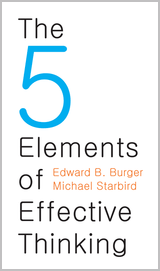 The
5
Elements
of
Edward B. Burger
Michael Starbird
Effective
Thinking